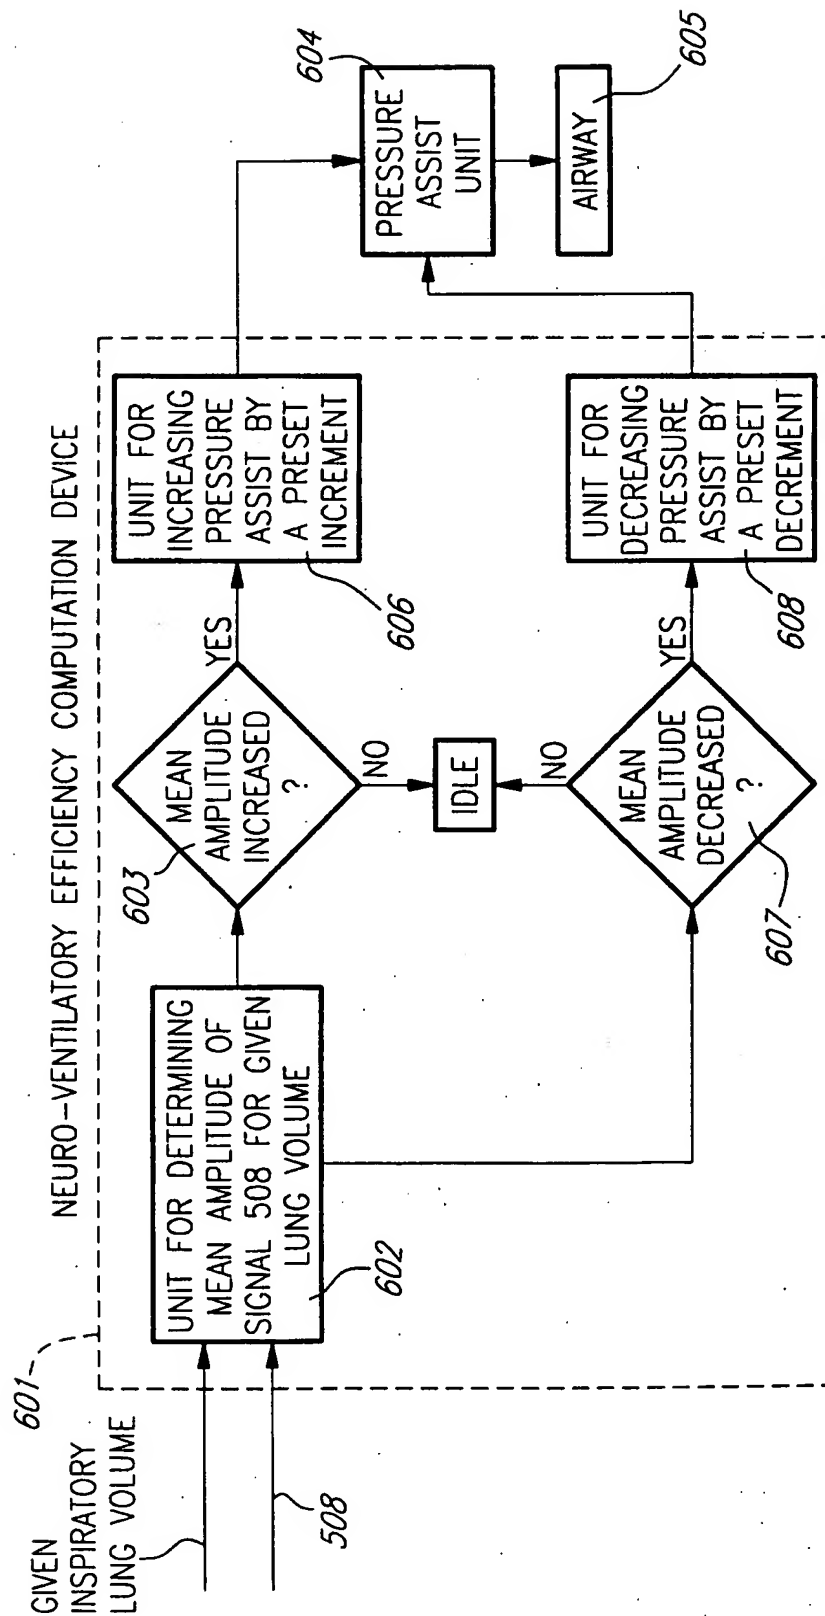 NEURO-VENTILATORY EFFICIENCY COMPUTATION DEVICE
601
GIVEN
INSPIRATORY
LUNG VOLUME
508
UNIT FOR DETERMINING
MEAN AMPLITUDE OF
SIGNAL 508 FOR GIVEN
LUNG VOLUME
602
603
MEAN
AMPLITUDE
INCREASED
?
YES
NO
UNIT FOR
INCREASING
PRESSURE
ASSIST BY
A PRESET
INCREMENT
606
IDLE
NO
MEAN
AMPLITUDE
DECREASED
?
607
YES
UNIT FOR
DECREASING
PRESSURE
ASSIST BY
A PRESET
DECREMENT
608
604
PRESSURE
ASSIST
UNIT
AIRWAY
605